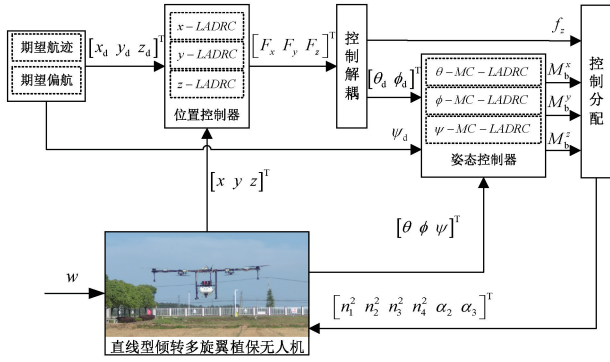 期望航迹
期望偏航
[x_d y_d z_d]^T
x-LADRC
y-LADRC
z-LADRC
位置控制器
[F_x F_y F_z]^T
控制解耦
[θ_d ϕ_d]^T
ψ_d
θ-MC-LADRC
ϕ-MC-LADRC
ψ-MC-LADRC
姿态控制器
f_z
M_b^x
M_b^y
M_b^z
控制分配
[x y z]^T
[θ ϕ ψ]^T
w
[n_1^2 n_2^2 n_3^2 n_4^2 α_2 α_3]^T
直线型倾转多旋翼植保无人机